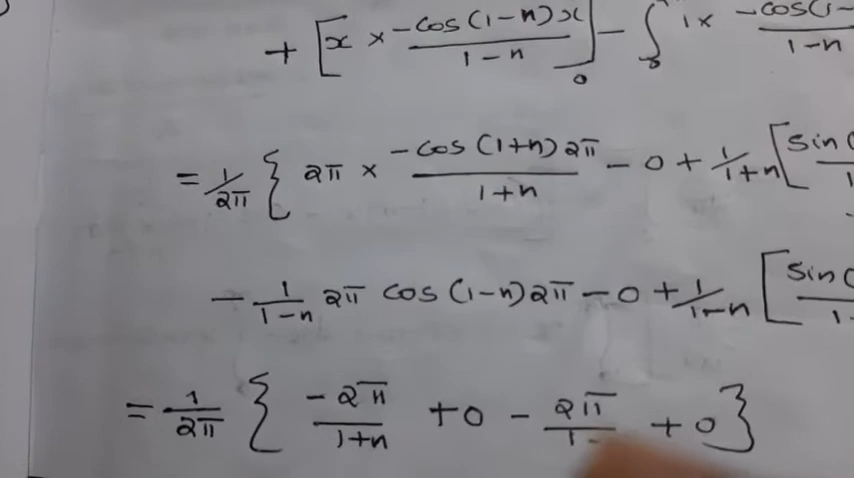 + [x × -cos(1-n)x / 1-n ]₀ - ∫₀ 1× -cos(1- / 1-n
= 1/2π { 2π × -cos(1+n)2π / 1+n - 0 + 1/1+n [ sin
- 1/1-n 2π cos(1-n)2π - 0 + 1/1-n [ sin
= 1/2π { -2π / 1+n + 0 - 2π / 1- + 0 }